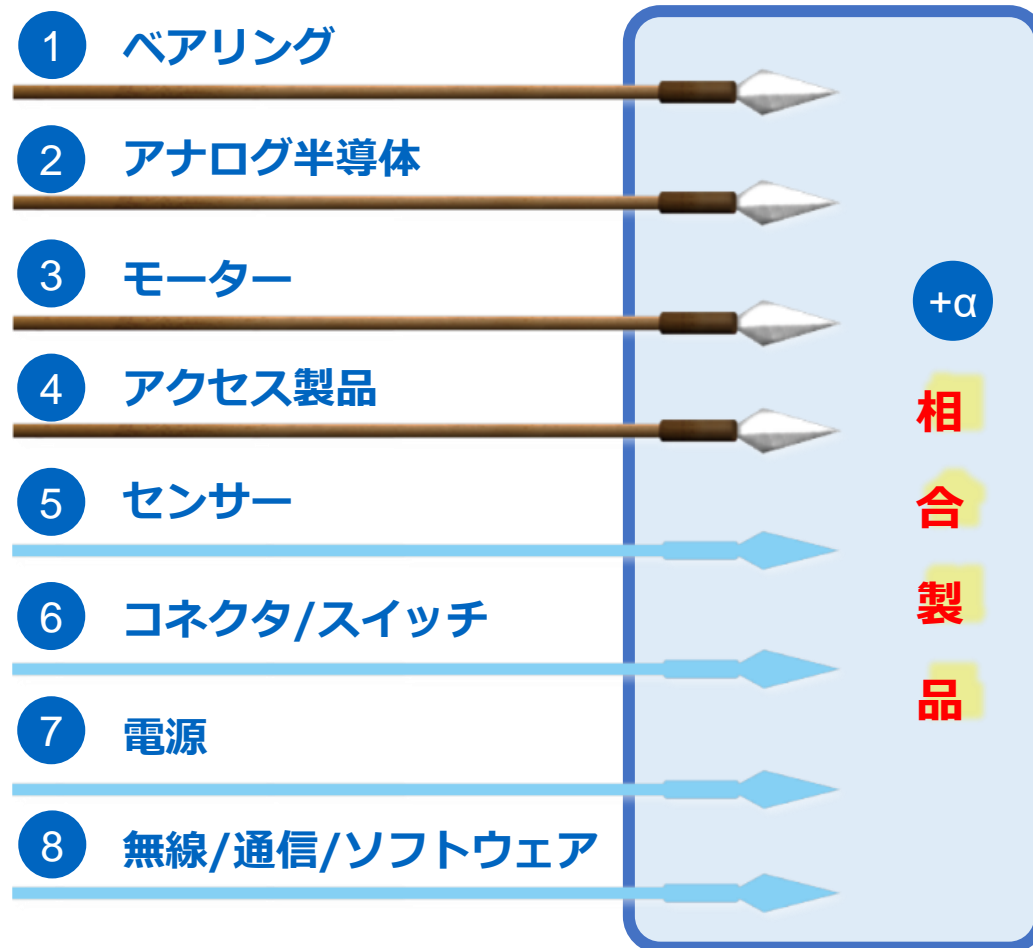 1 ベアリング
2 アナログ半導体
3 モーター
4 アクセス製品
5 センサー
6 コネクタ/スイッチ
7 電源
8 無線/通信/ソフトウェア
+α
相合製品